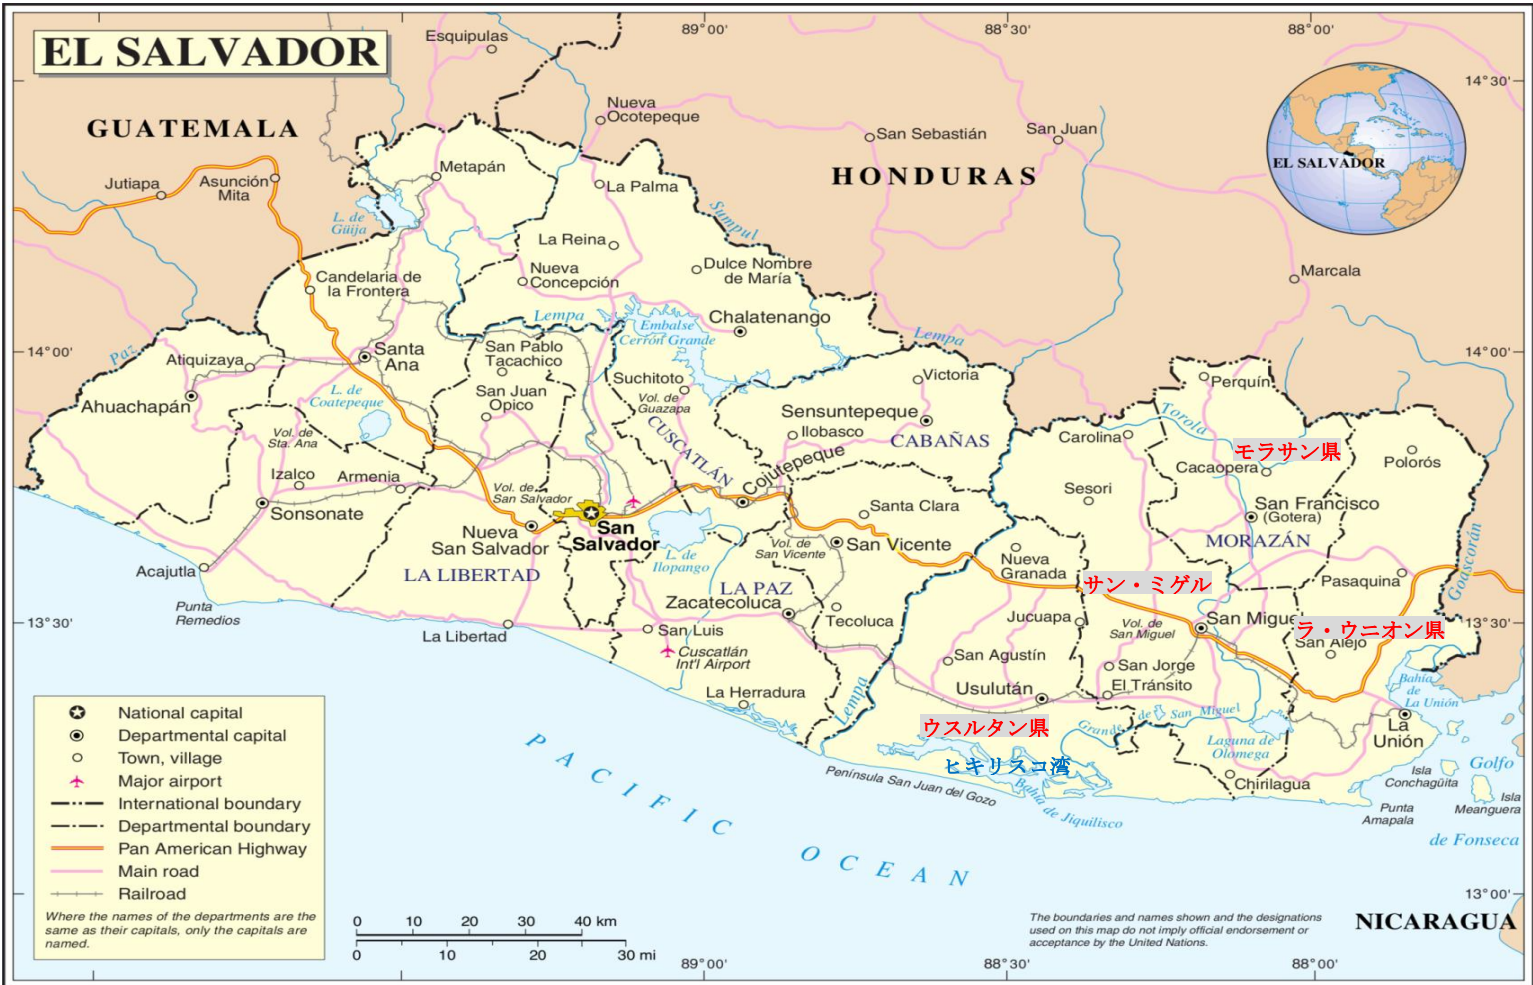 EL SALVADOR
89°00'
88°30'
88°00'
14°30'
14°00'
14°00'
13°30'
13°30'
13°00'
89°00'
88°30'
88°00'
GUATEMALA
HONDURAS
NICARAGUA
EL SALVADOR
Esquipulas
Nueva
Ocotepeque
San Sebastián
San Juan
Marcala
Jutiapa
Asunción
Mita
Metapán
La Palma
L. de
Güija
Sumpul
La Reina
Nueva
Concepción
Dulce Nombre
de María
Candelaria de
la Frontera
Lempa
Embalse
Cerrón Grande
Chalatenango
Lempa
Paz
Atiquizaya
Santa
Ana
San Pablo
Tacachico
Suchitoto
Vol. de
Guazapa
Victoria
Perquín
Ahuachapán
L. de
Coatepeque
San Juan
Opico
Sensuntepeque
Ilobasco
CABAÑAS
CUSCATLÁN
Cojutepeque
Torola
Carolina
モラサン県
Cacaopera
Polorós
Vol. de
Sta. Ana
Izalco
Armenia
Vol. de
San Salvador
Sonsonate
Nueva
San Salvador
San
Salvador
L. de
Ilopango
LA LIBERTAD
Santa Clara
San Vicente
Vol. de
San Vicente
LA PAZ
Zacatecoluca
Tecoluca
Sesori
San Francisco
(Gotera)
MORAZÁN
Nueva
Granada
サン・ミゲル
Pasaquina
Goascorán
Acajutla
Punta
Remedios
La Libertad
San Luis
Cuscatlán
Int'l Airport
La Herradura
Jucuapa
Vol. de
San Miguel
San Miguel
ラ・ウニオン県
San Alejo
San Agustín
San Jorge
El Tránsito
Usulután
Lempa
ウスルタン県
Grande de San Miguel
Bahía
de
La Unión
La
Unión
Laguna de
Olomega
ヒキリスコ湾
Península San Juan del Gozo
Bahía de Jiquilisco
Chirilagua
Isla
Conchagüita
Golfo
Isla
Meanguera
Punta
Amapala
de Fonseca
PACIFIC OCEAN
National capital
Departmental capital
Town, village
Major airport
International boundary
Departmental boundary
Pan American Highway
Main road
Railroad
Where the names of the departments are the
same as their capitals, only the capitals are
named.
0 10 20 30 40 km
0 10 20 30 mi
The boundaries and names shown and the designations
used on this map do not imply official endorsement or
acceptance by the United Nations.